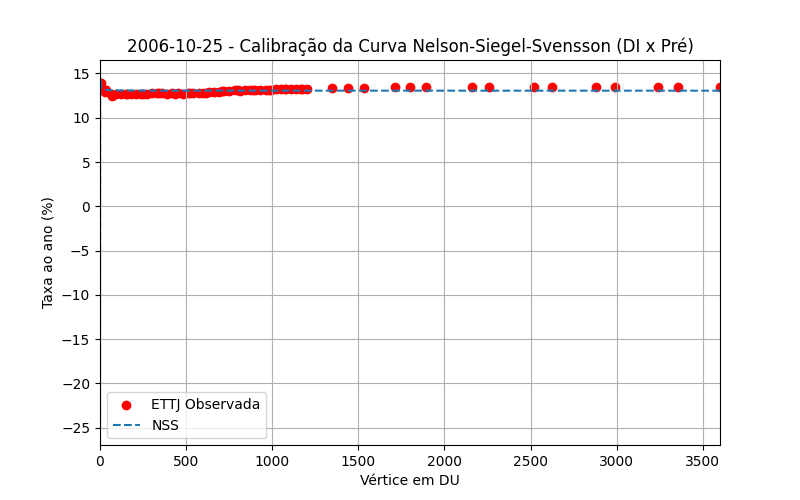 2006-10-25 - Calibração da Curva Nelson-Siegel-Svensson (DI x Pré)
Taxa ao ano (%)
15
10
5
0
−5
−10
−15
−20
−25
ETTJ Observada
NSS
0 500 1000 1500 2000 2500 3000 3500
Vértice em DU